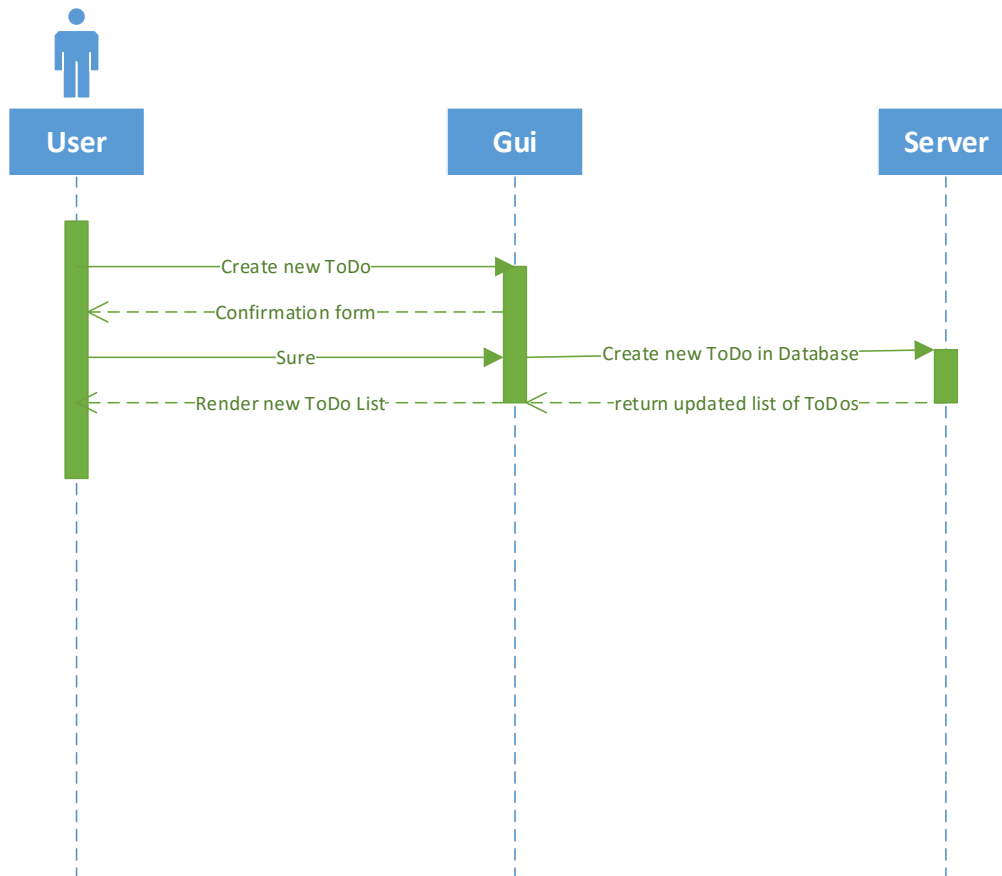 User
Gui
Server
Create new ToDo
Confirmation form
Sure
Create new ToDo in Database
Render new ToDo List
return updated list of ToDos